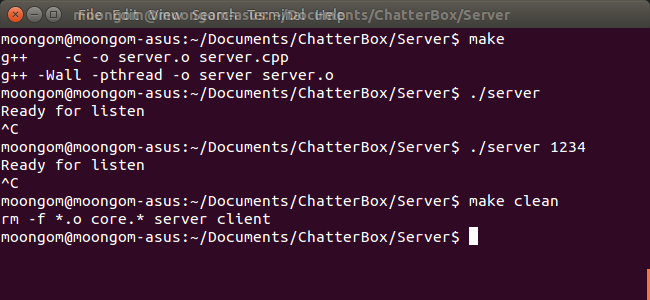 File Edit View Search Terminal Help
moongom@moongom-asus: ~/Documents/ChatterBox/Server
moongom@moongom-asus:~/Documents/ChatterBox/Server$ make
g++    -c -o server.o server.cpp
g++ -Wall -pthread -o server server.o
moongom@moongom-asus:~/Documents/ChatterBox/Server$ ./server
Ready for listen
^C
moongom@moongom-asus:~/Documents/ChatterBox/Server$ ./server 1234
Ready for listen
^C
moongom@moongom-asus:~/Documents/ChatterBox/Server$ make clean
rm -f *.o core.* server client
moongom@moongom-asus:~/Documents/ChatterBox/Server$